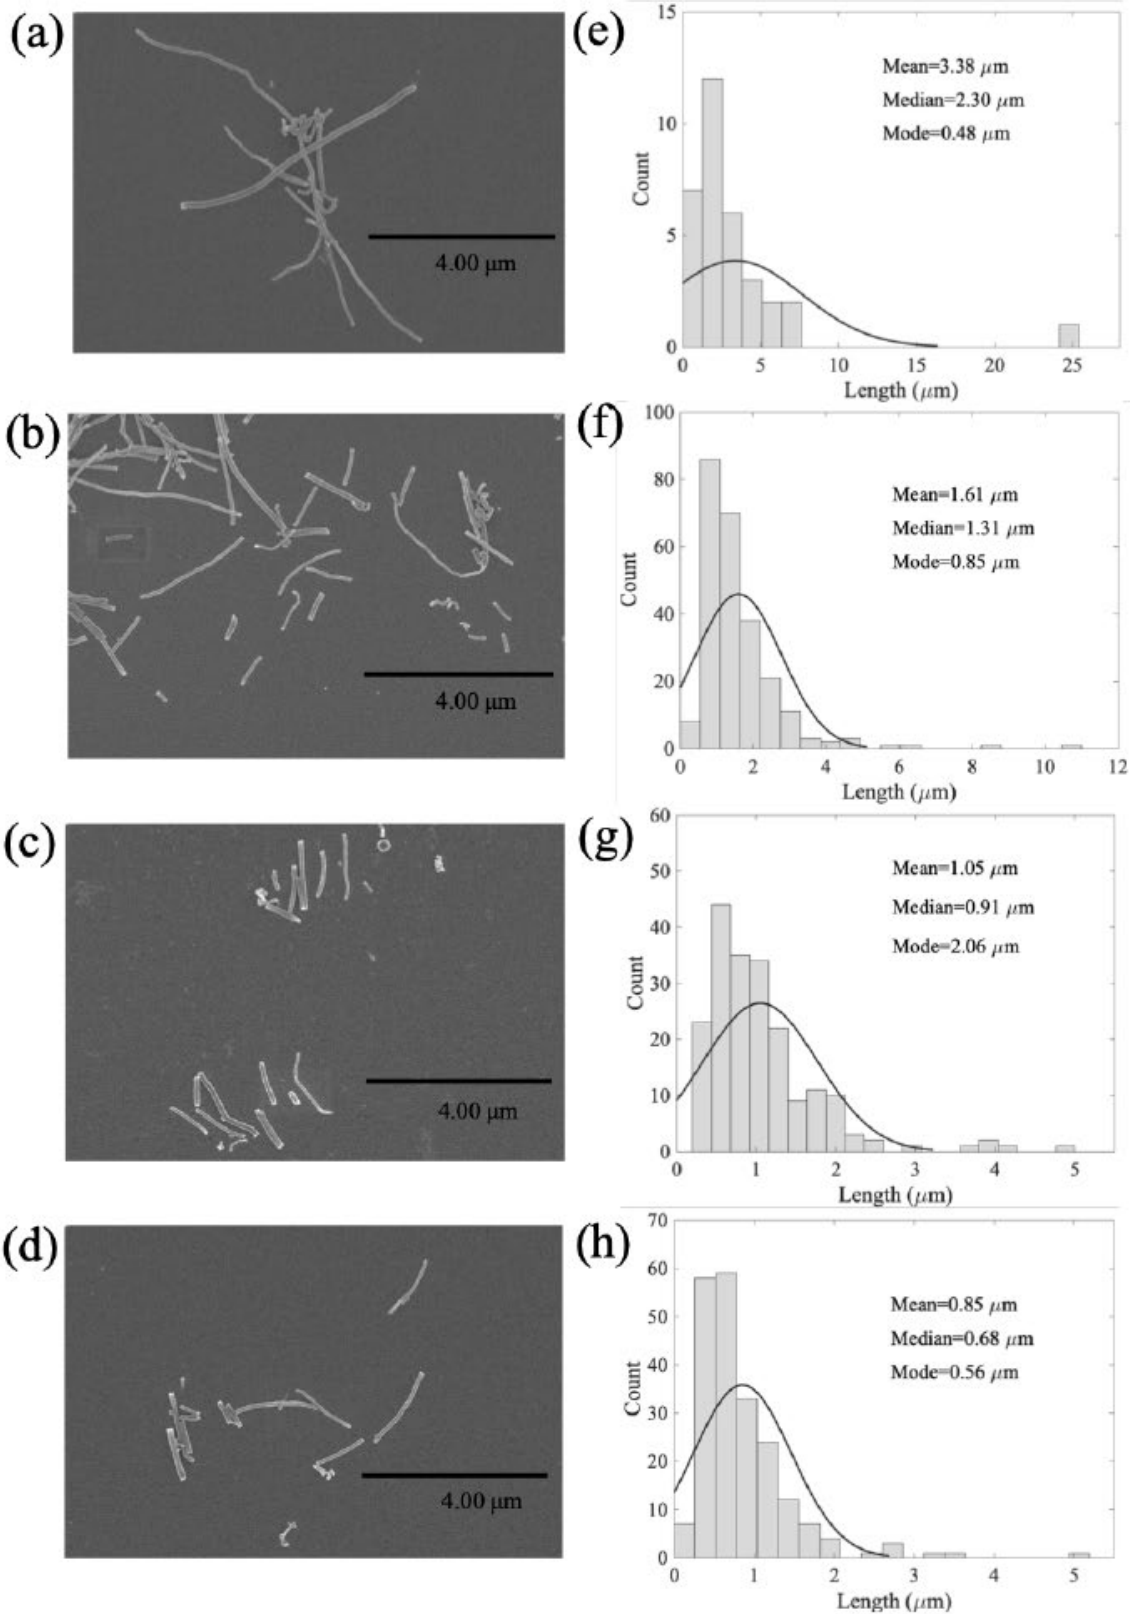 (a)
4.00 μm
(e)
15
10
5
0
Count
Mean=3.38 μm
Median=2.30 μm
Mode=0.48 μm
0 5 10 15 20 25
Length (μm)
(b)
4.00 μm
(f)
100
80
60
40
20
0
Count
Mean=1.61 μm
Median=1.31 μm
Mode=0.85 μm
0 2 4 6 8 10 12
Length (μm)
(c)
4.00 μm
(g)
60
50
40
30
20
10
0
Count
Mean=1.05 μm
Median=0.91 μm
Mode=2.06 μm
0 1 2 3 4 5
Length (μm)
(d)
4.00 μm
(h)
70
60
50
40
30
20
10
0
Count
Mean=0.85 μm
Median=0.68 μm
Mode=0.56 μm
0 1 2 3 4 5
Length (μm)